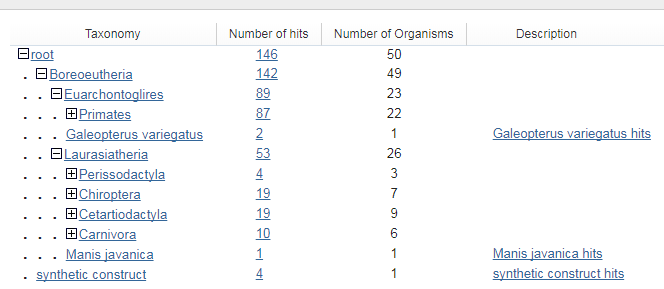 Taxonomy Number of hits Number of Organisms Description
root 146 50
. Boreoeutheria 142 49
. . Euarchontoglires 89 23
. . . Primates 87 22
. . . Galeopterus variegatus 2 1 Galeopterus variegatus hits
. . Laurasiatheria 53 26
. . . Perissodactyla 4 3
. . . Chiroptera 19 7
. . . Cetartiodactyla 19 9
. . . Carnivora 10 6
. . . Manis javanica 1 1 Manis javanica hits
. synthetic construct 4 1 synthetic construct hits